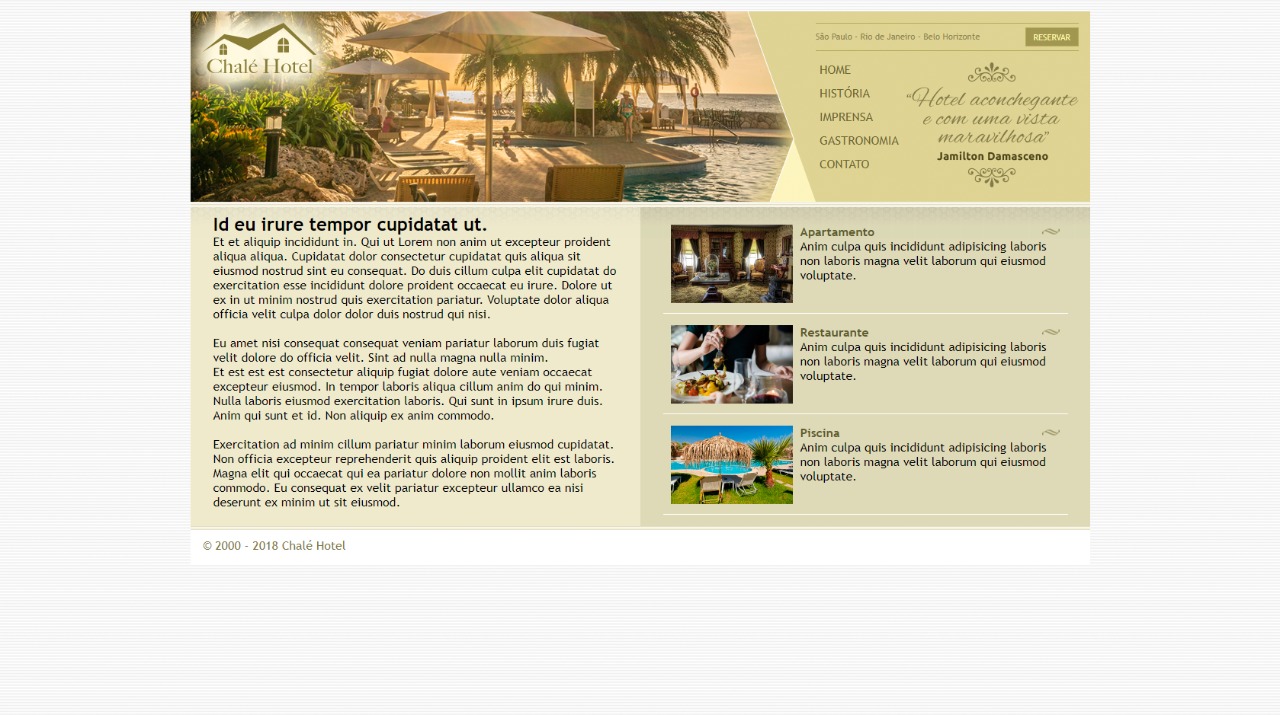 Chalé Hotel
São Paulo - Rio de Janeiro - Belo Horizonte
RESERVAR
HOME
HISTÓRIA
IMPRENSA
GASTRONOMIA
CONTATO
“Hotel aconchegante
e com uma vista
maravilhosa”
Jamilton Damasceno
Id eu irure tempor cupidatat ut.
Et et aliquip incididunt in. Qui ut Lorem non anim ut excepteur proident
aliqua aliqua. Cupidatat dolor consectetur cupidatat quis aliqua sit
eiusmod nostrud sint eu consequat. Do duis cillum culpa elit cupidatat do
exercitation esse incididunt dolore proident occaecat eu irure. Dolore ut
ex in ut minim nostrud quis exercitation pariatur. Voluptate dolor aliqua
officia velit culpa dolor dolor duis nostrud qui nisi.
Eu amet nisi consequat consequat veniam pariatur laborum duis fugiat
velit dolore do officia velit. Sint ad nulla magna nulla minim.
Et est est est consectetur aliquip fugiat dolore aute veniam occaecat
excepteur eiusmod. In tempor laboris aliqua cillum anim do qui minim.
Nulla laboris eiusmod exercitation laboris. Qui sunt in ipsum irure duis.
Anim qui sunt et id. Non aliquip ex anim commodo.
Exercitation ad minim cillum pariatur minim laborum eiusmod cupidatat.
Non officia excepteur reprehenderit quis aliquip proident elit est laboris.
Magna elit qui occaecat qui ea pariatur dolore non mollit anim laboris
commodo. Eu consequat ex velit pariatur excepteur ullamco ea nisi
deserunt ex minim ut sit eiusmod.
Apartamento
Anim culpa quis incididunt adipisicing laboris
non laboris magna velit laborum qui eiusmod
voluptate.
Restaurante
Anim culpa quis incididunt adipisicing laboris
non laboris magna velit laborum qui eiusmod
voluptate.
Piscina
Anim culpa quis incididunt adipisicing laboris
non laboris magna velit laborum qui eiusmod
voluptate.
© 2000 - 2018 Chalé Hotel